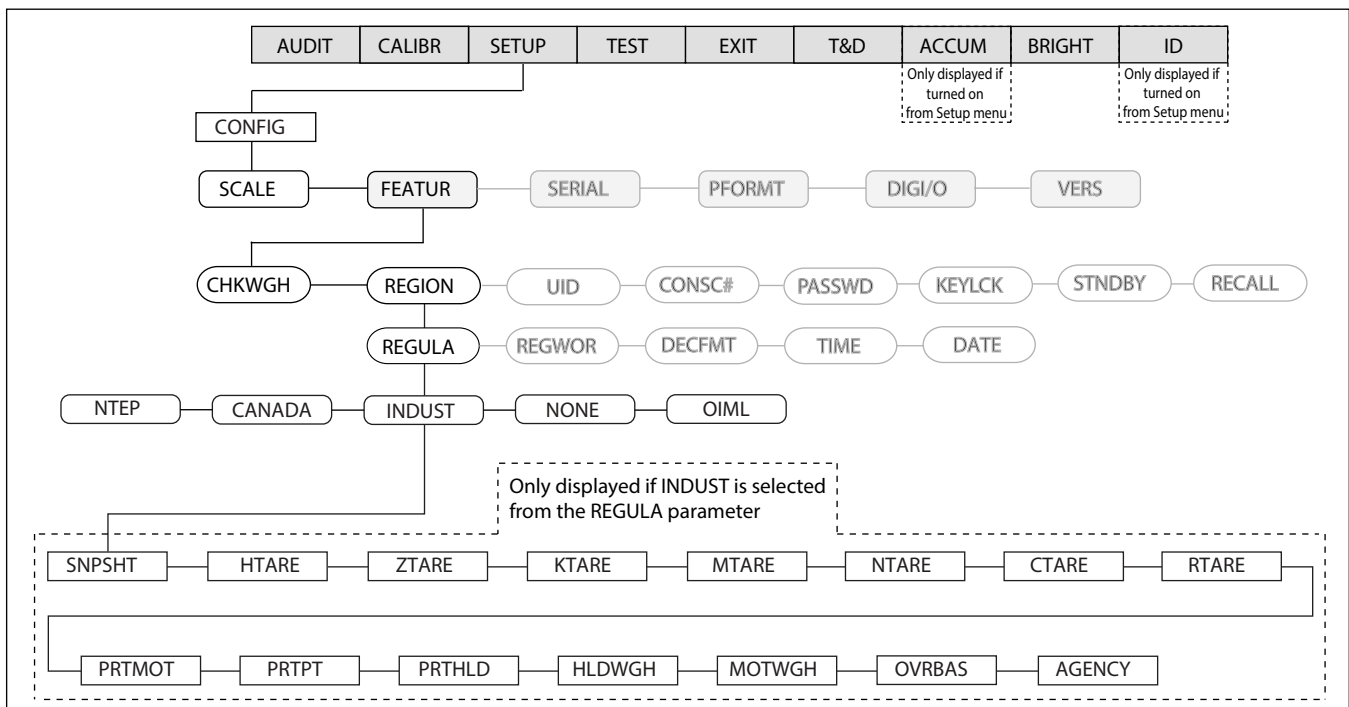 AUDIT CALIBR SETUP TEST EXIT T&D ACCUM BRIGHT ID
Only displayed if
turned on
from Setup menu
Only displayed if
turned on
from Setup menu
CONFIG
SCALE FEATUR SERIAL PFORMT DIGI/O VERS
CHKWGH REGION UID CONSC# PASSWD KEYLCK STNDBY RECALL
REGULA REGWOR DECFMT TIME DATE
NTEP CANADA INDUST NONE OIML
Only displayed if INDUST is selected
from the REGULA parameter
SNPSHT HTARE ZTARE KTARE MTARE NTARE CTARE RTARE
PRTMOT PRTPT PRTHLD HLDWGH MOTWGH OVRBAS AGENCY